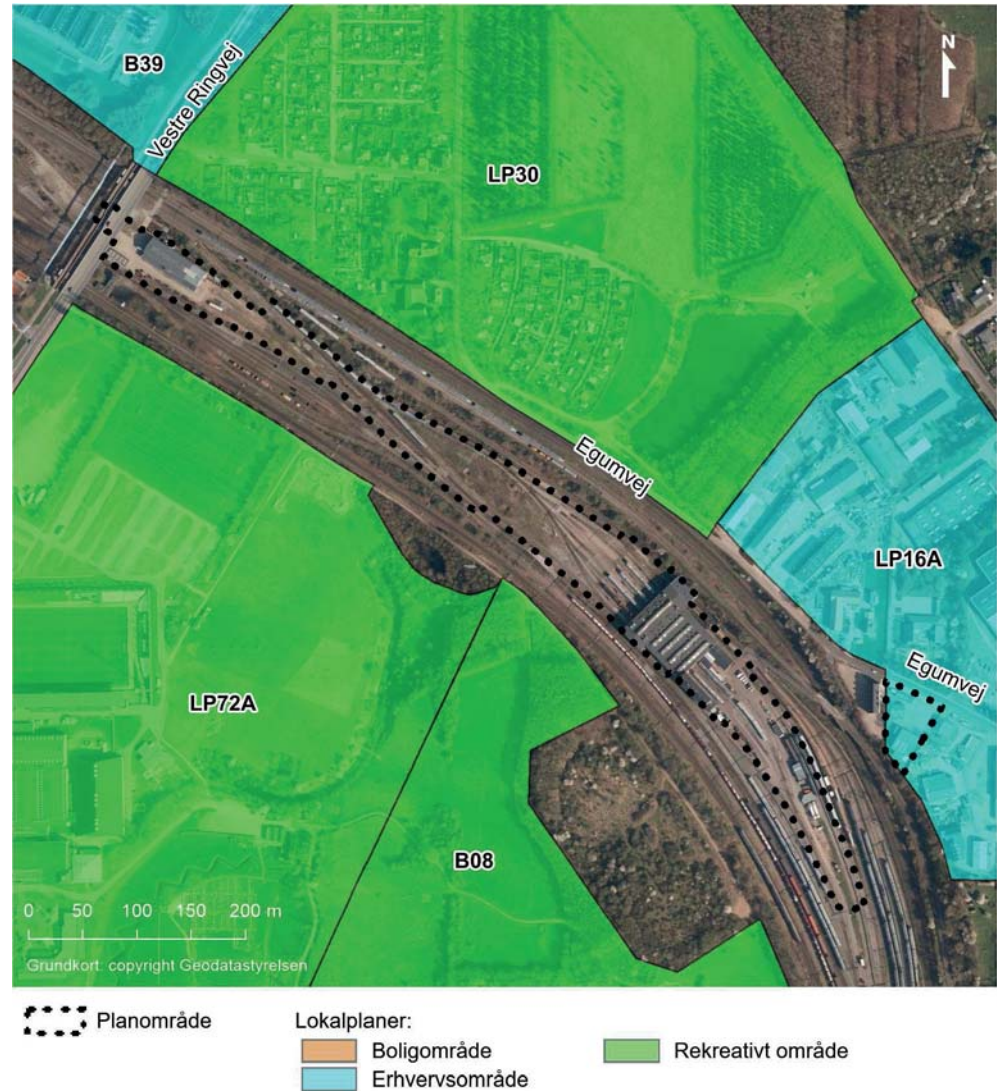 B39
Vestre Ringvej
N
LP30
Egumvej
LP16A
Egumvej
LP72A
B08
0 50 100 150 200 m
Grundkort: copyright Geodatastyrelsen
Planområde
Lokalplaner:
Boligområde
Rekreativt område
Erhvervsområde